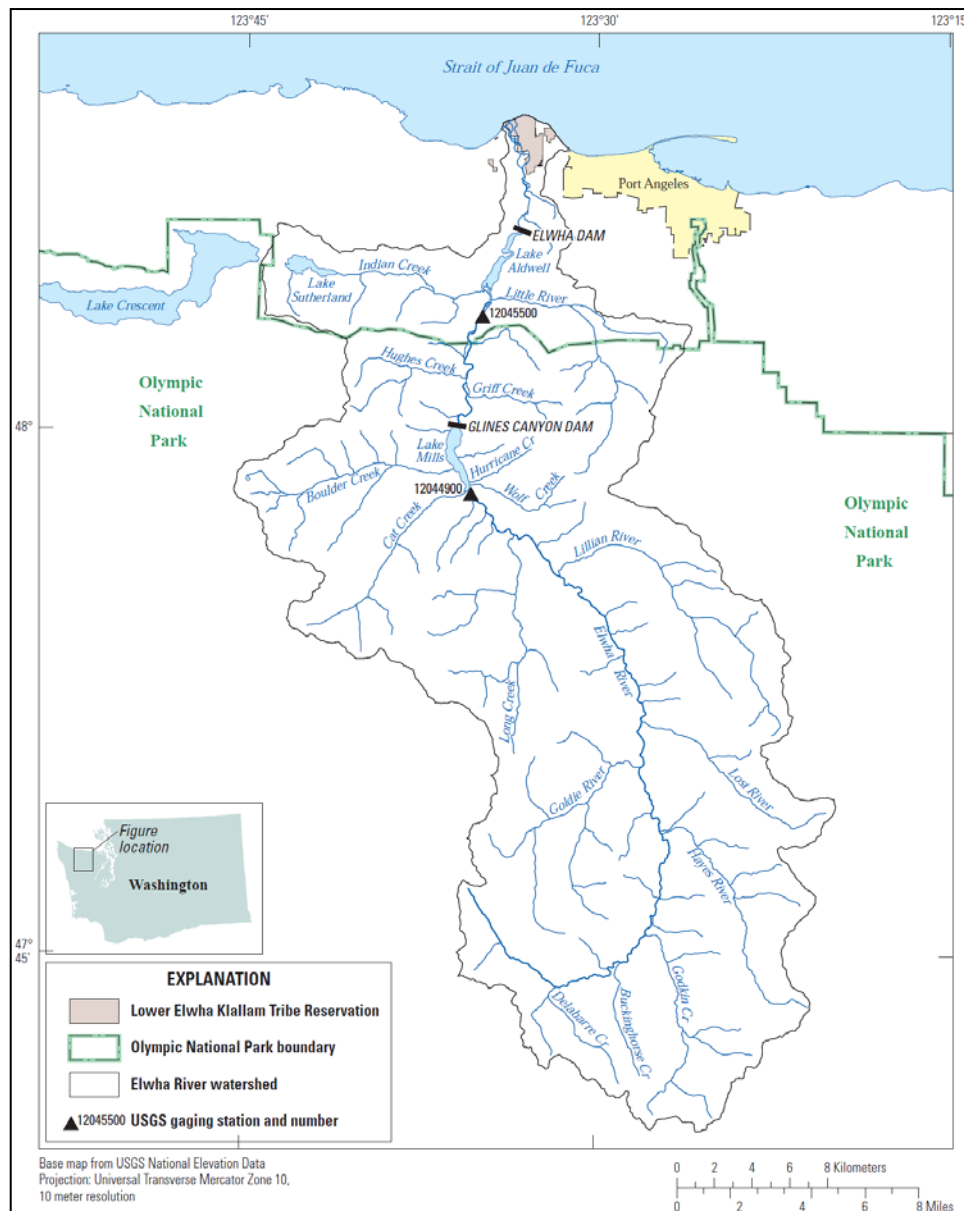 123°45'
123°30'
123°15'
Strait of Juan de Fuca
Port Angeles
ELWHA DAM
Lake
Aldwell
Indian Creek
Lake
Sutherland
Little River
Lake Crescent
12045500
Hughes Creek
Olympic
National
Park
Griff Creek
48°
GLINES CANYON DAM
Lake
Mills
Hurricane Cr
Boulder Creek
12044900
Wolf Creek
Cat Creek
Olympic
National
Park
Lillian River
Elwha River
Long Creek
Lost River
Goldie River
Hayes River
Figure
location
Washington
47°
45'
Godkin Cr
Delabarre Cr
Buckinghorse Cr
EXPLANATION
Lower Elwha Klallam Tribe Reservation
Olympic National Park boundary
Elwha River watershed
12045500 USGS gaging station and number
Base map from USGS National Elevation Data
Projection: Universal Transverse Mercator Zone 10,
10 meter resolution
0 2 4 6 8 Kilometers
0 2 4 6 8 Miles